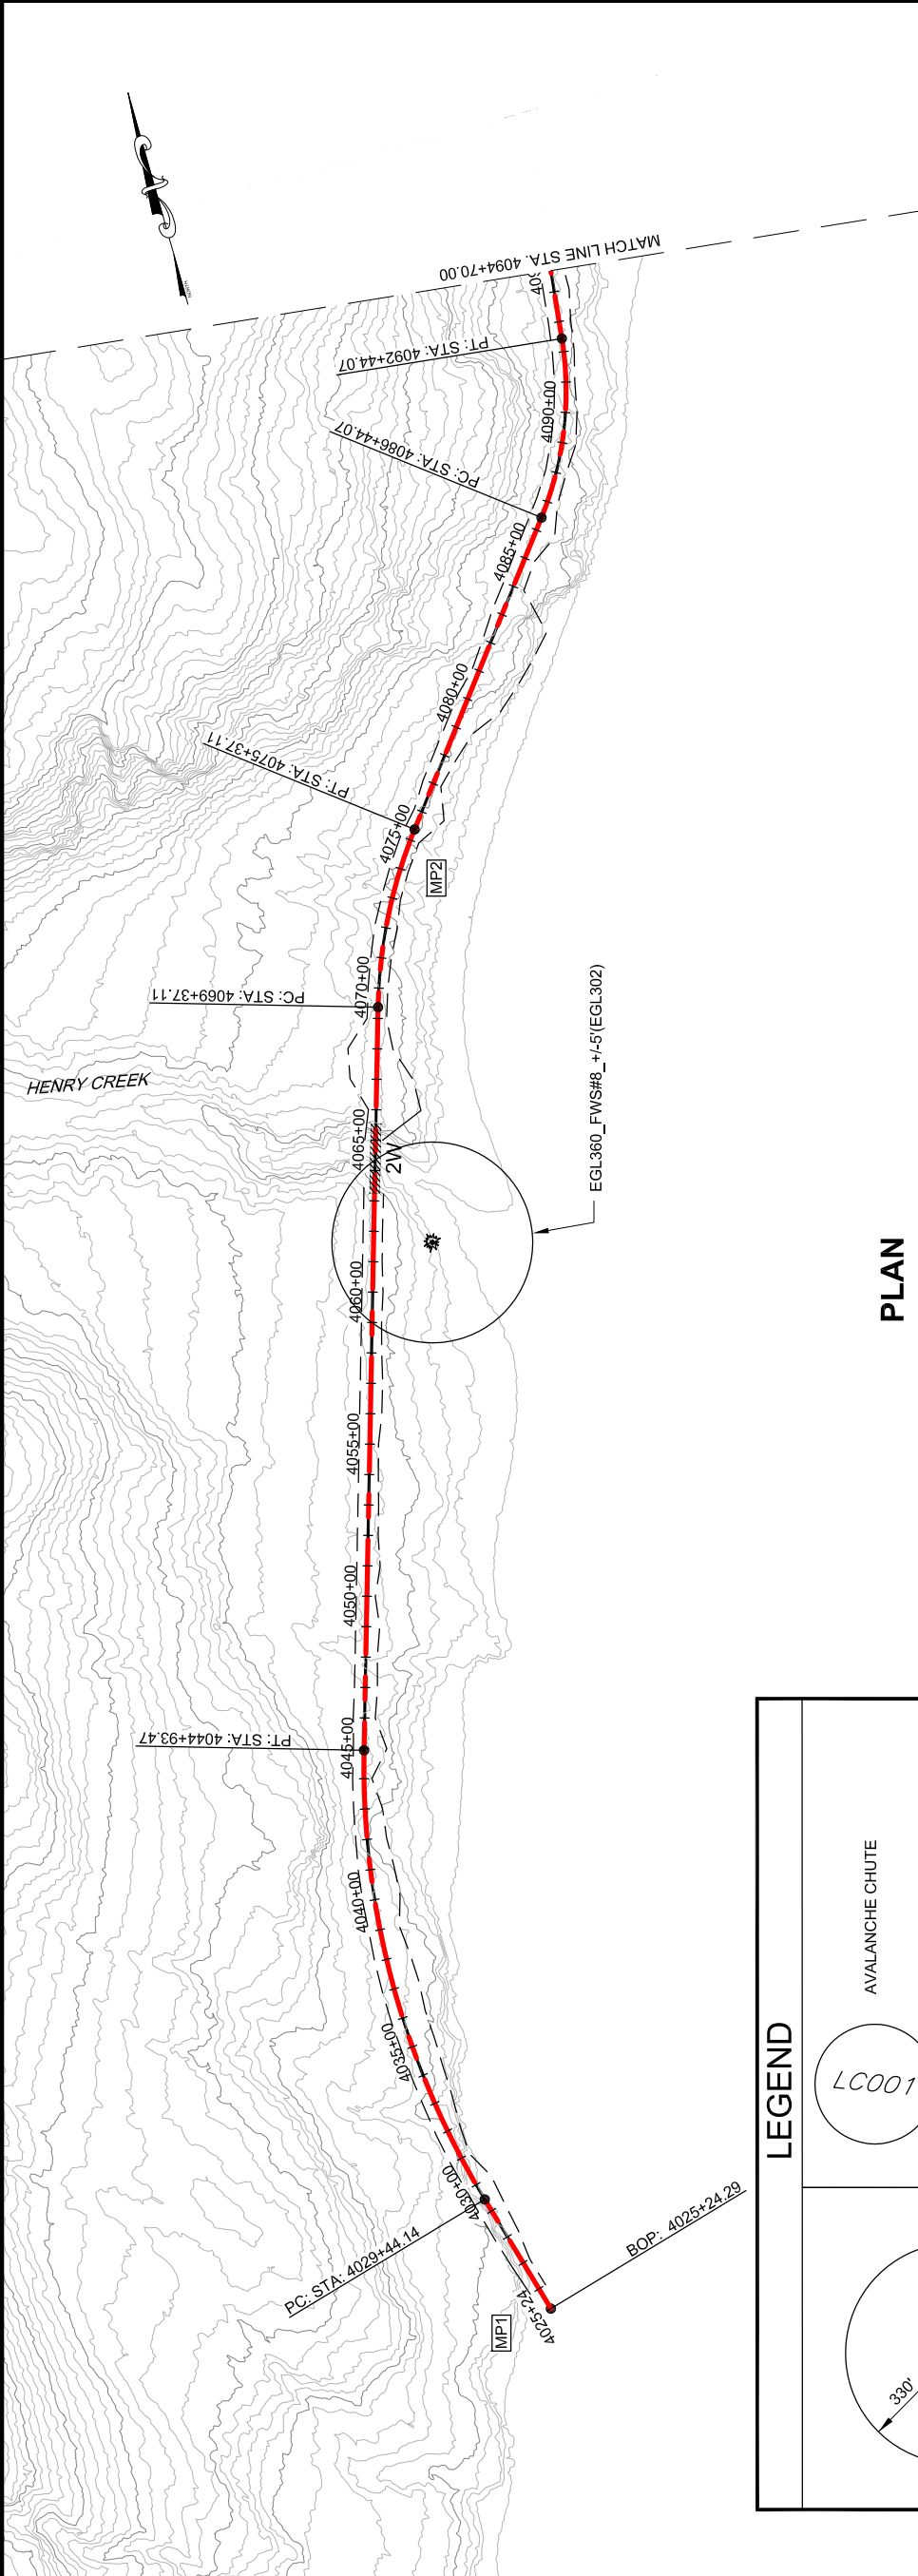 MATCH LINE STA. 4094+70.00
409
PT: STA: 4092+44.07
4090+00
PC: STA: 4086+44.07
4085+00
4080+00
PT: STA: 4075+37.11
4075+00
MP2
4070+00
PC: STA: 4069+37.11
HENRY CREEK
4065+00
2W
EGL360_FWS#8_+/-5'(EGL302)
4060+00
PLAN
4055+00
4050+00
4045+00
PT: STA: 4044+93.47
4040+00
4035+00
4030+00
PC: STA: 4029+44.14
BOP: 4025+24.29
4025+24
MP1
LEGEND
AVALANCHE CHUTE
LC001
330'